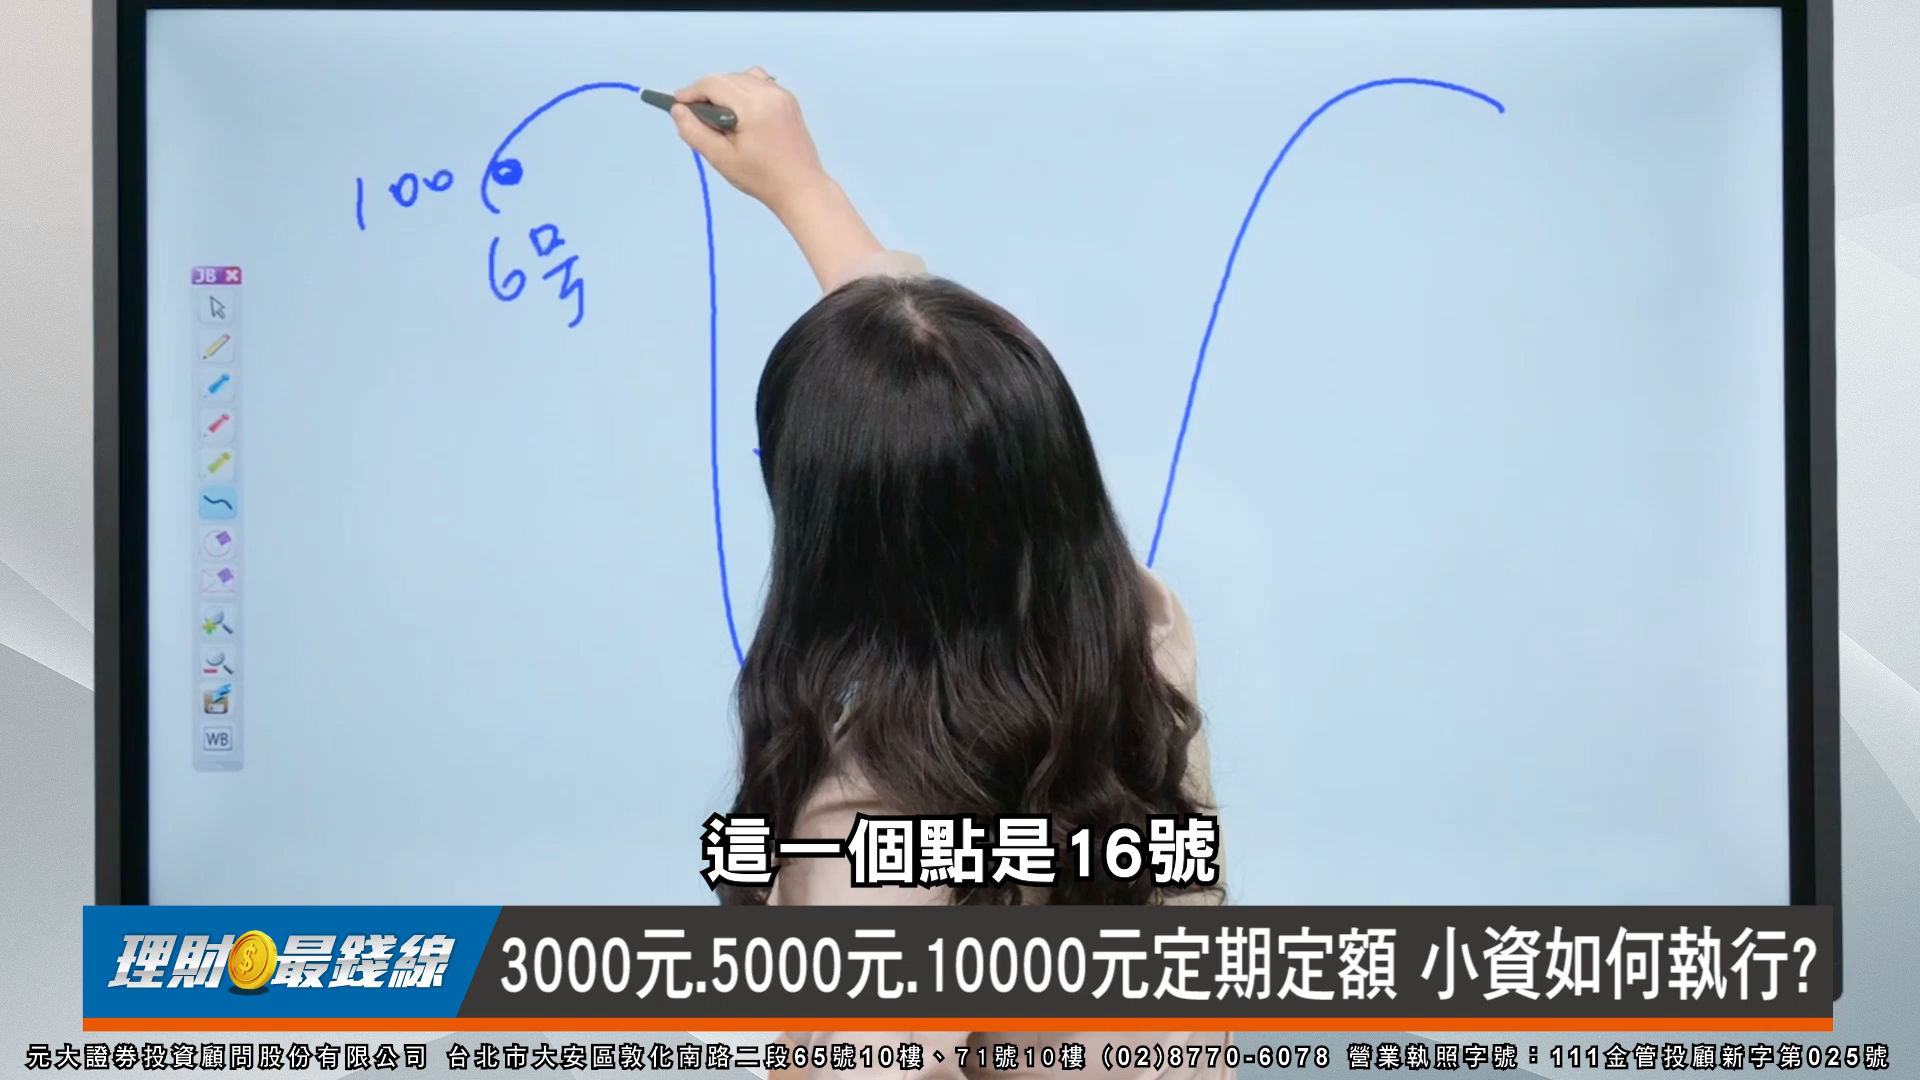 100
6号
JB
WB
這一個點是16號
理財最錢線
3000元.5000元.10000元定期定額 小資如何執行?
元大證券投資顧問股份有限公司 台北市大安區敦化南路二段65號10樓、71號10樓 (02)8770-6078 營業執照字號：111金管投顧新字第025號